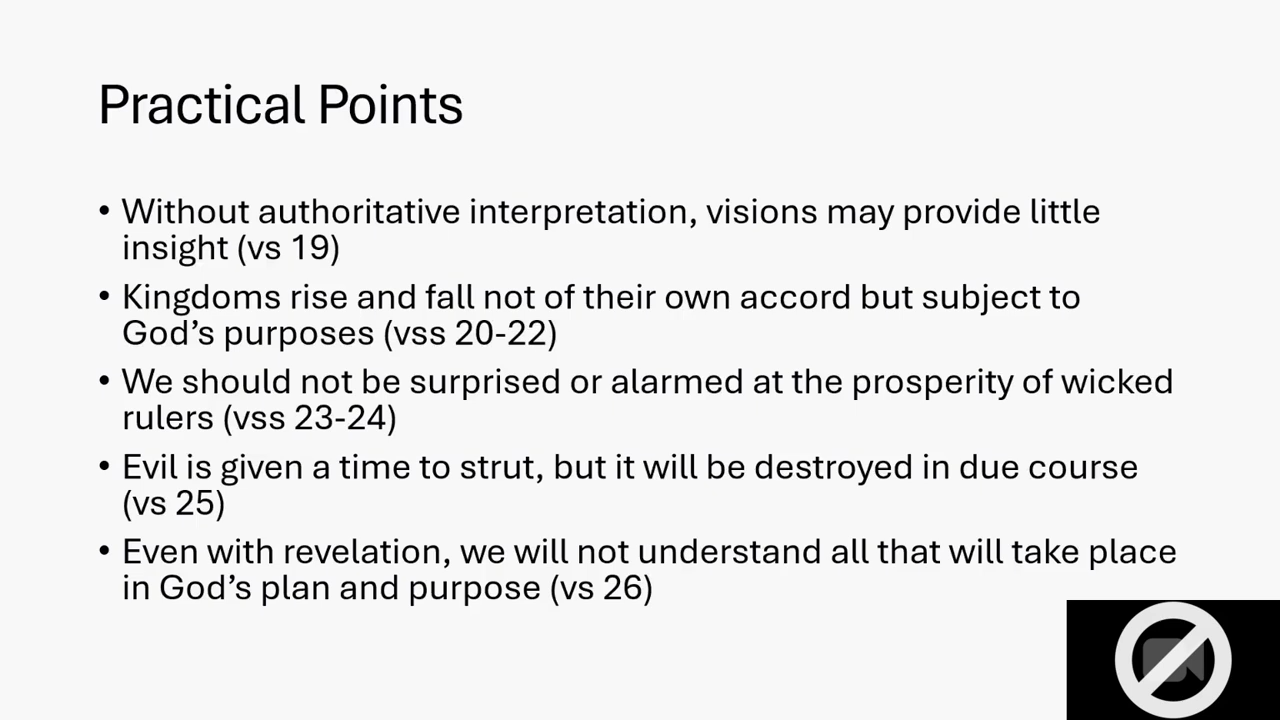 Practical Points
• Without authoritative interpretation, visions may provide little
insight (vs 19)
• Kingdoms rise and fall not of their own accord but subject to
God’s purposes (vss 20-22)
• We should not be surprised or alarmed at the prosperity of wicked
rulers (vss 23-24)
• Evil is given a time to strut, but it will be destroyed in due course
(vs 25)
• Even with revelation, we will not understand all that will take place
in God’s plan and purpose (vs 26)